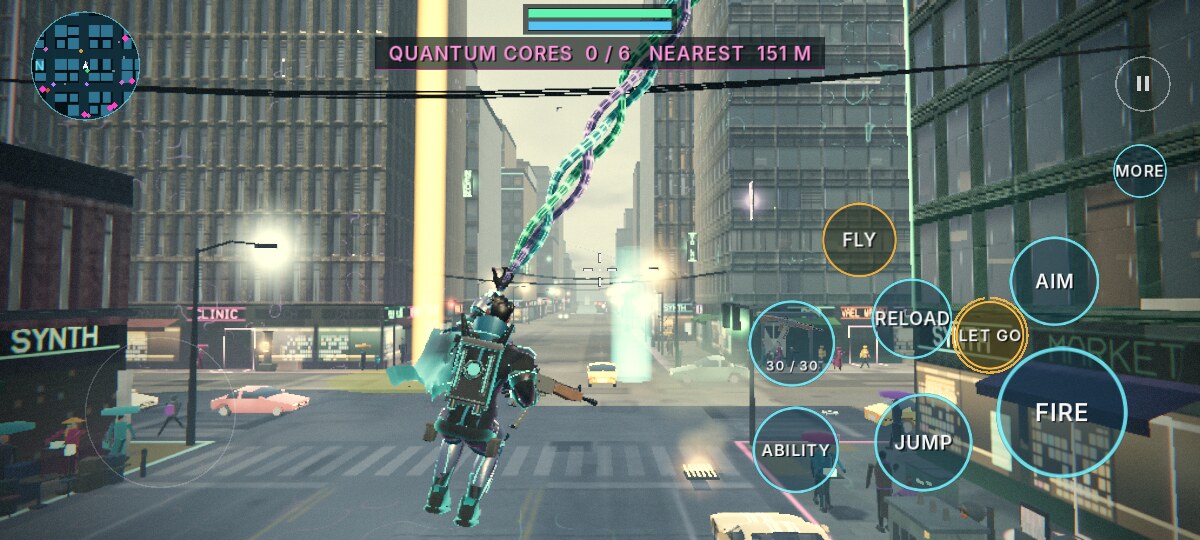 QUANTUM CORES 0 / 6 NEAREST 151 M
N
MORE
FLY
AIM
RELOAD
LET GO
30 / 30
FIRE
ABILITY
JUMP
SYNTH
CLINIC
SYNTH
MARKET